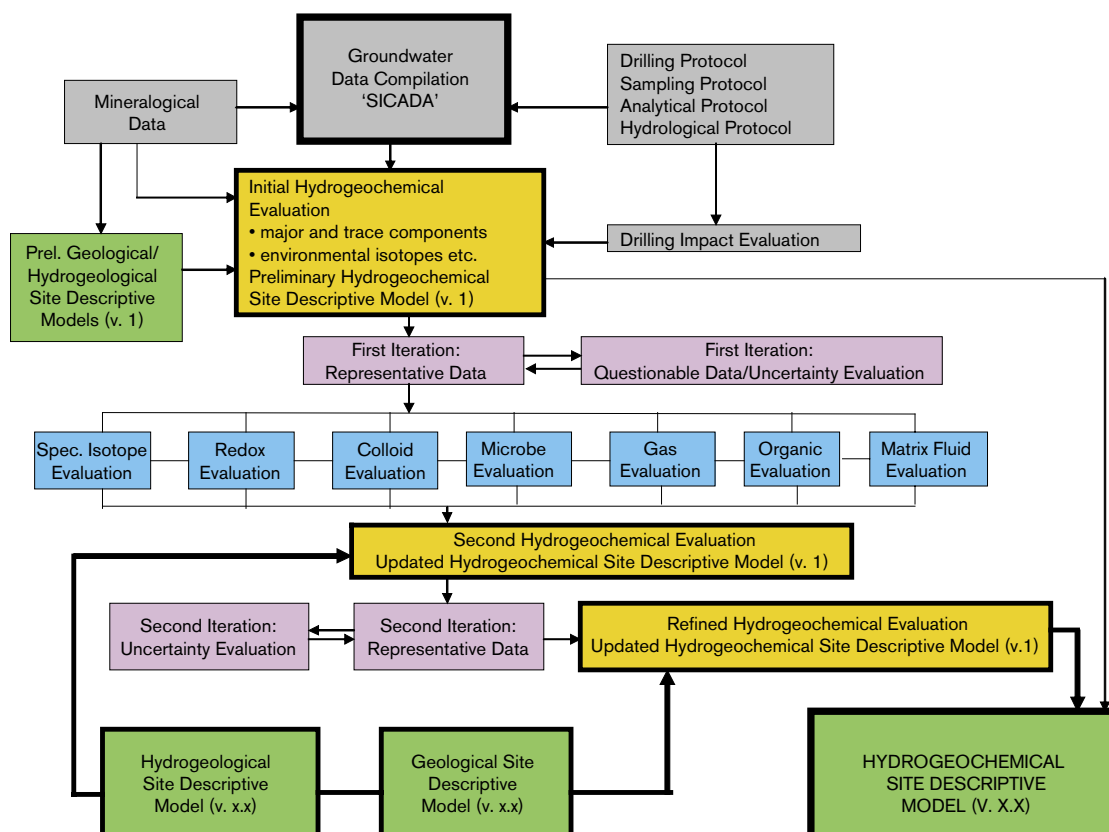 Groundwater
Data Compilation
‘SICADA’
Drilling Protocol
Sampling Protocol
Analytical Protocol
Hydrological Protocol
Mineralogical
Data
Initial Hydrogeochemical
Evaluation
• major and trace components
• environmental isotopes etc.
Preliminary Hydrogeochemical
Site Descriptive Model (v. 1)
Drilling Impact Evaluation
Prel. Geological/
Hydrogeological
Site Descriptive
Models (v. 1)
First Iteration:
Representative Data
First Iteration:
Questionable Data/Uncertainty Evaluation
Spec. Isotope
Evaluation
Redox
Evaluation
Colloid
Evaluation
Microbe
Evaluation
Gas
Evaluation
Organic
Evaluation
Matrix Fluid
Evaluation
Second Hydrogeochemical Evaluation
Updated Hydrogeochemical Site Descriptive Model (v. 1)
Second Iteration:
Uncertainty Evaluation
Second Iteration:
Representative Data
Refined Hydrogeochemical Evaluation
Updated Hydrogeochemical Site Descriptive Model (v.1)
Hydrogeological
Site Descriptive
Model (v. x.x)
Geological Site
Descriptive
Model (v. x.x)
HYDROGEOCHEMICAL
SITE DESCRIPTIVE
MODEL (V. X.X)